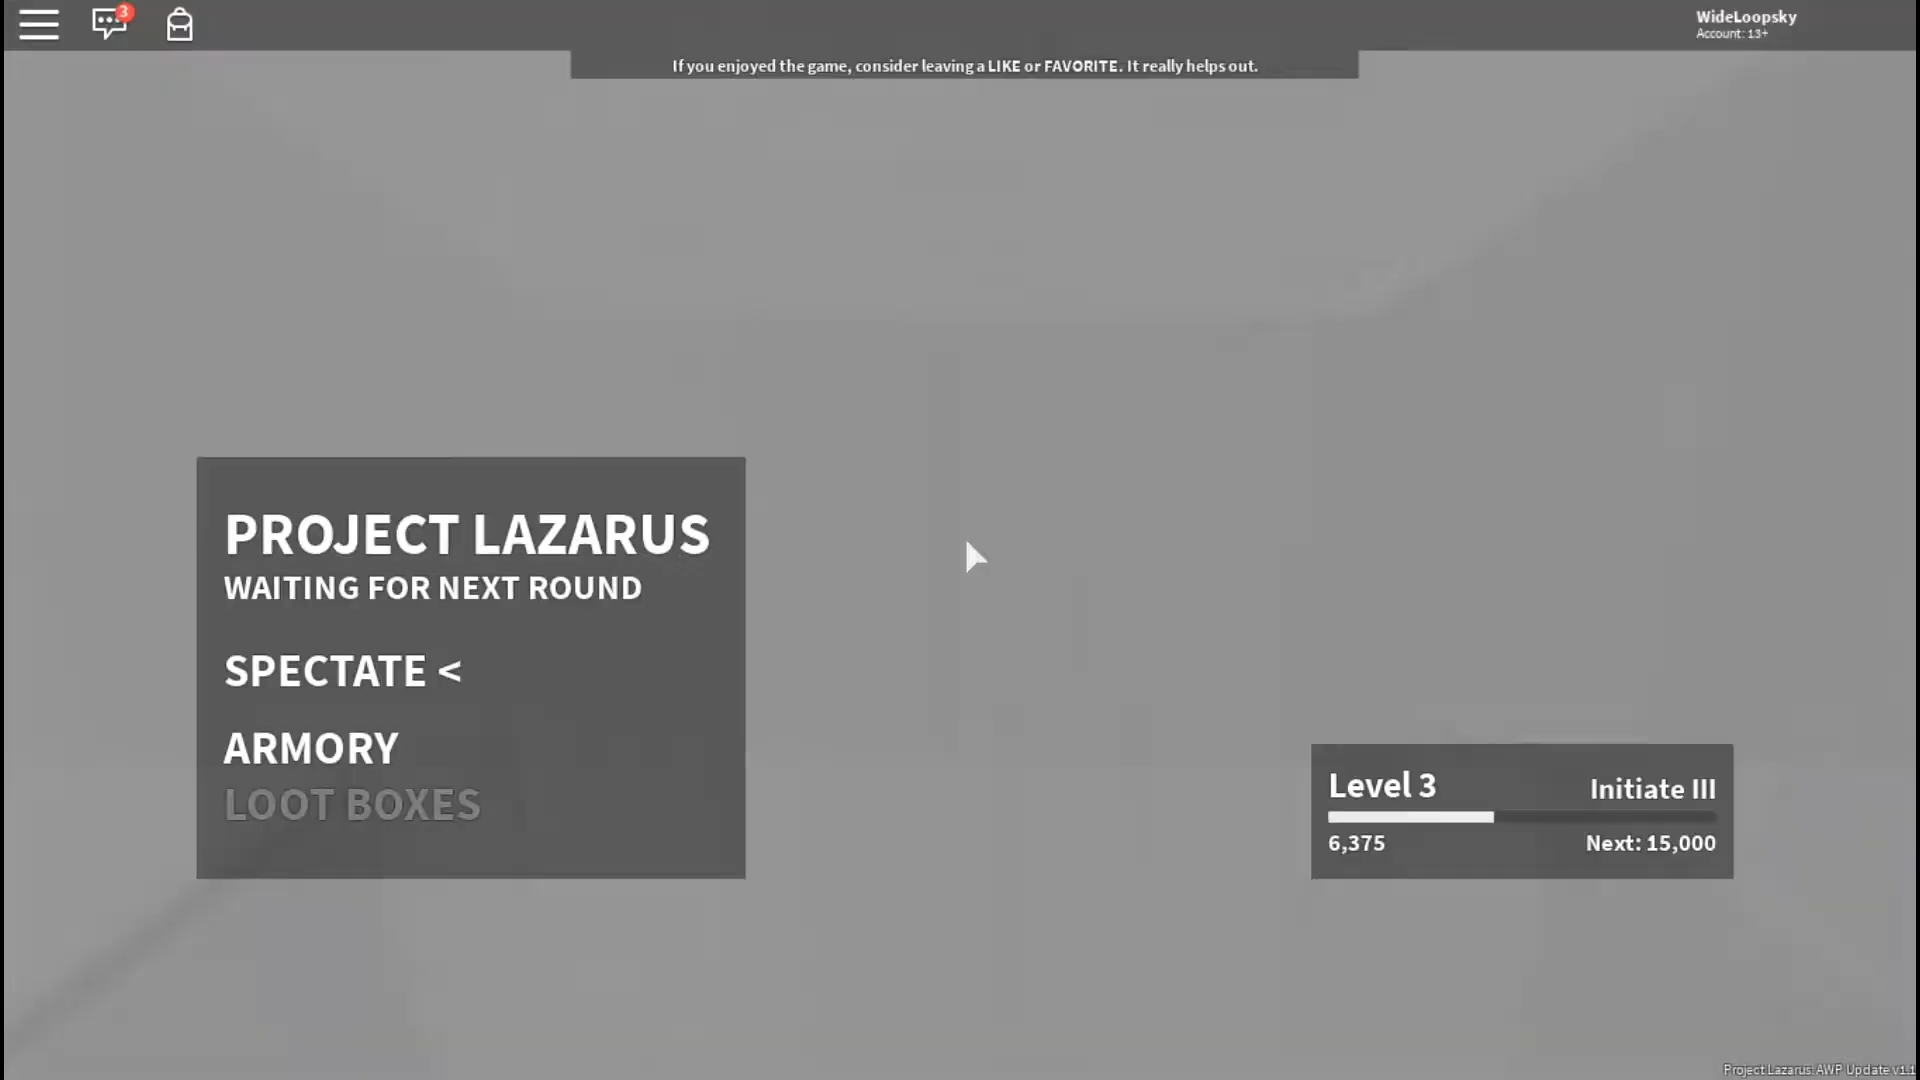 3
WideLoopsky
Account: 13+
If you enjoyed the game, consider leaving a LIKE or FAVORITE. It really helps out.
PROJECT LAZARUS
WAITING FOR NEXT ROUND
SPECTATE <
ARMORY
LOOT BOXES
Level 3
Initiate III
6,375
Next: 15,000
Project Lazarus: AWP Update v1.1